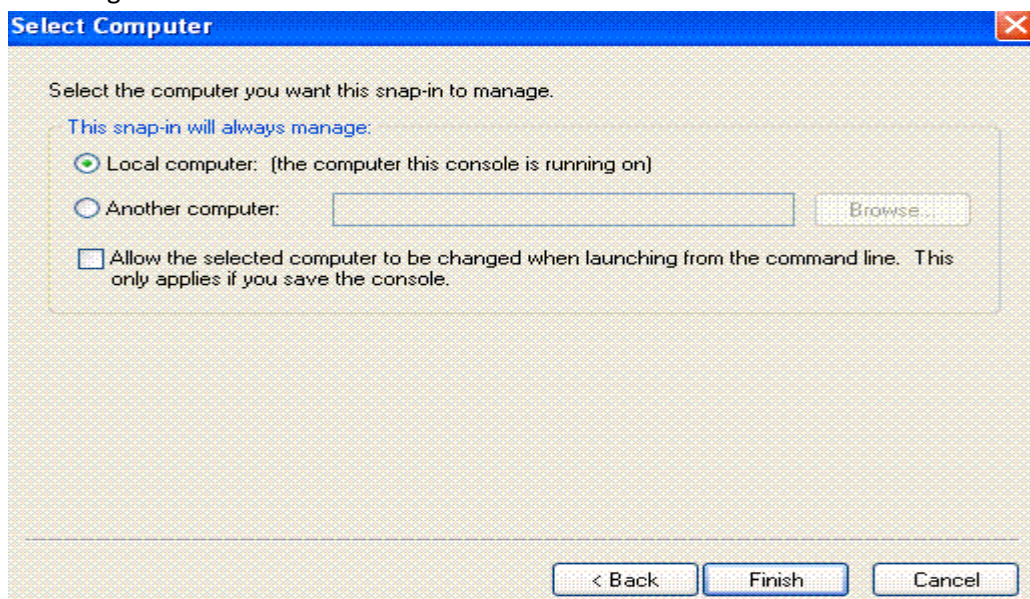 Select Computer
Select the computer you want this snap-in to manage.
This snap-in will always manage:
Local computer: (the computer this console is running on)
Another computer:
Browse...
Allow the selected computer to be changed when launching from the command line. This
only applies if you save the console.
< Back
Finish
Cancel